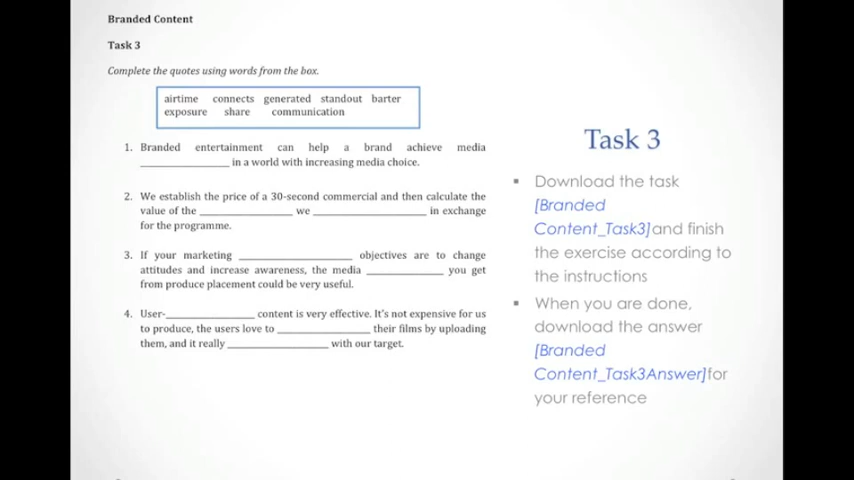 Branded Content
Task 3
Complete the quotes using words from the box.
airtime connects generated standout barter
exposure share communication
1. Branded entertainment can help a brand achieve media
_______________ in a world with increasing media choice.
2. We establish the price of a 30-second commercial and then calculate the
value of the _______________ we ___________________ in exchange
for the programme.
3. If your marketing ___________________ objectives are to change
attitudes and increase awareness, the media _____________ you get
from produce placement could be very useful.
4. User-_______________ content is very effective. It's not expensive for us
to produce, the users love to ________________ their films by uploading
them, and it really _________________ with our target.
Task 3
▪ Download the task
[Branded
Content_Task3]and finish
the exercise according to
the instructions
▪ When you are done,
download the answer
[Branded
Content_Task3Answer]for
your reference